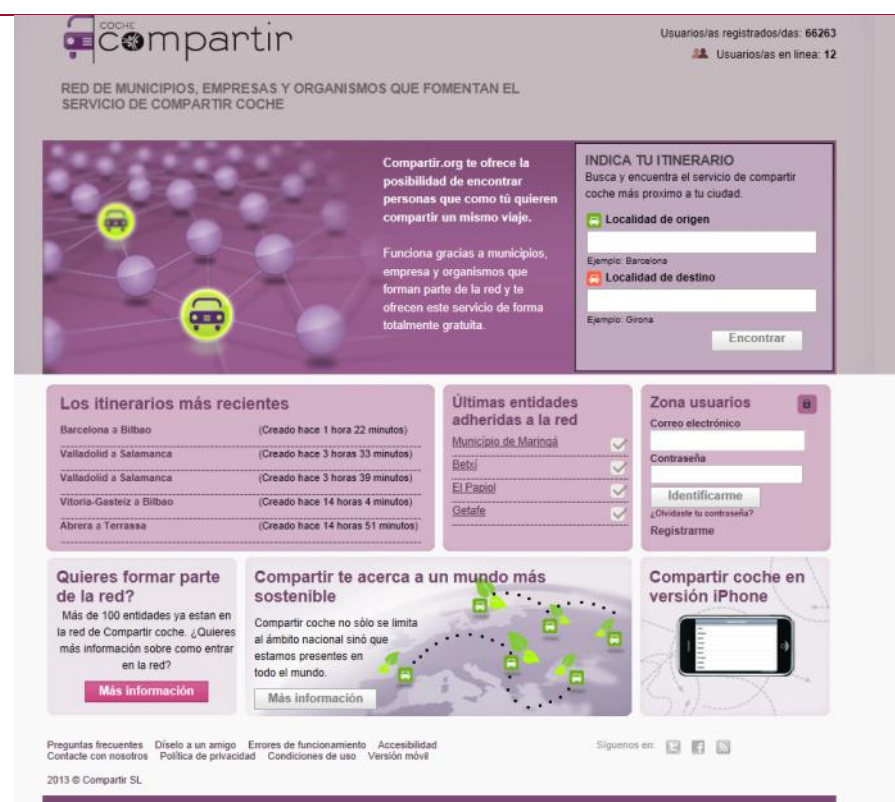 COCHE
compartir
Usuarios/as registrados/das: 66263
Usuarios/as en línea: 12
RED DE MUNICIPIOS, EMPRESAS Y ORGANISMOS QUE FOMENTAN EL
SERVICIO DE COMPARTIR COCHE
Compartir.org te ofrece la
posibilidad de encontrar
personas que como tú quieren
compartir un mismo viaje.
Funciona gracias a municipios,
empresa y organismos que
forman parte de la red y te
ofrecen este servicio de forma
totalmente gratuita.
INDICA TU ITINERARIO
Busca y encuentra el servicio de compartir
coche más proximo a tu ciudad.
Localidad de origen
Ejemplo: Barcelona
Localidad de destino
Ejemplo: Girona
Encontrar
Los itinerarios más recientes
Barcelona a Bilbao (Creado hace 1 hora 22 minutos)
Valladolid a Salamanca (Creado hace 3 horas 33 minutos)
Valladolid a Salamanca (Creado hace 3 horas 39 minutos)
Vitoria-Gasteiz a Bilbao (Creado hace 14 horas 4 minutos)
Abrera a Terrassa (Creado hace 14 horas 51 minutos)
Últimas entidades
adheridas a la red
Município de Maringá
Betxí
El Papiol
Getafe
Zona usuarios
Correo electrónico
Contraseña
Identificarme
¿Olvidaste tu contraseña?
Registrarme
Quieres formar parte
de la red?
Más de 100 entidades ya estan en
la red de Compartir coche. ¿Quieres
más información sobre como entrar
en la red?
Más información
Compartir te acerca a un mundo más
sostenible
Compartir coche no sólo se limita
al ámbito nacional sinó que
estamos presentes en
todo el mundo.
Más información
Compartir coche en
versión iPhone
Preguntas frecuentes Díselo a un amigo Errores de funcionamiento Accesibilidad
Contacte con nosotros Política de privacidad Condiciones de uso Versión móvil
Síguenos en:
2013 © Compartir SL